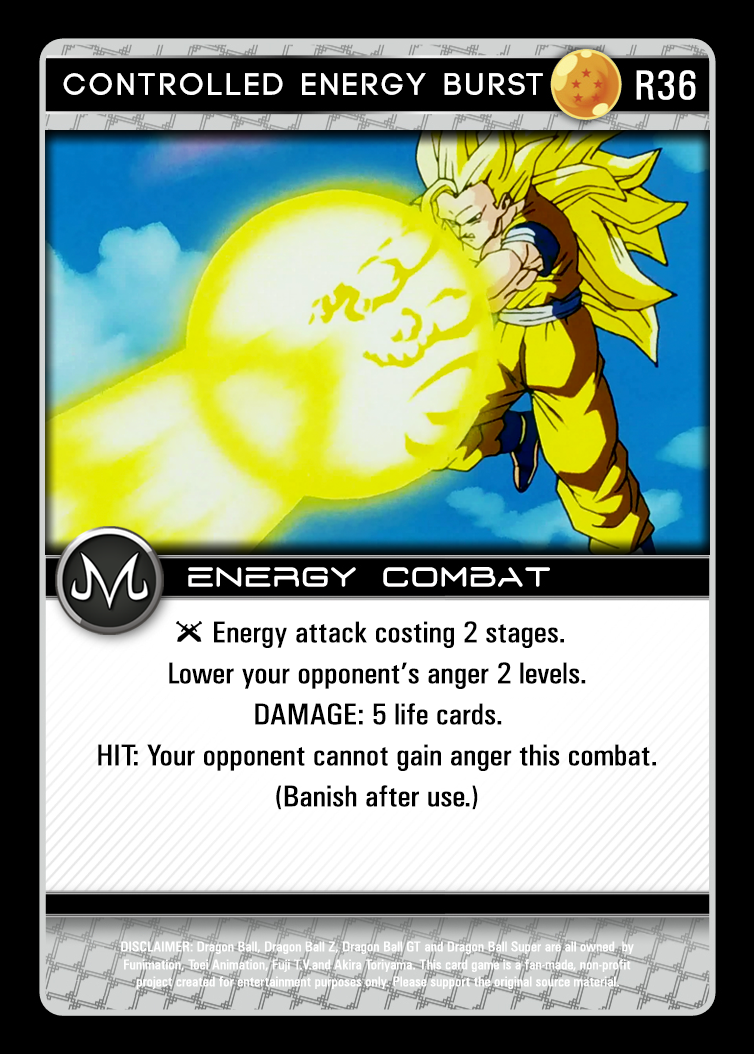 CONTROLLED ENERGY BURST R36
ENERGY COMBAT
Energy attack costing 2 stages.
Lower your opponent's anger 2 levels.
DAMAGE: 5 life cards.
HIT: Your opponent cannot gain anger this combat.
(Banish after use.)
DISCLAIMER: Dragon Ball, Dragon Ball Z, Dragon Ball GT and Dragon Ball Super are all owned by
Funimation, Toei Animation, Fuji T.V.and Akira Toriyama. This card game is a fan-made, non-profit
project created for entertainment purposes only. Please support the original source material.